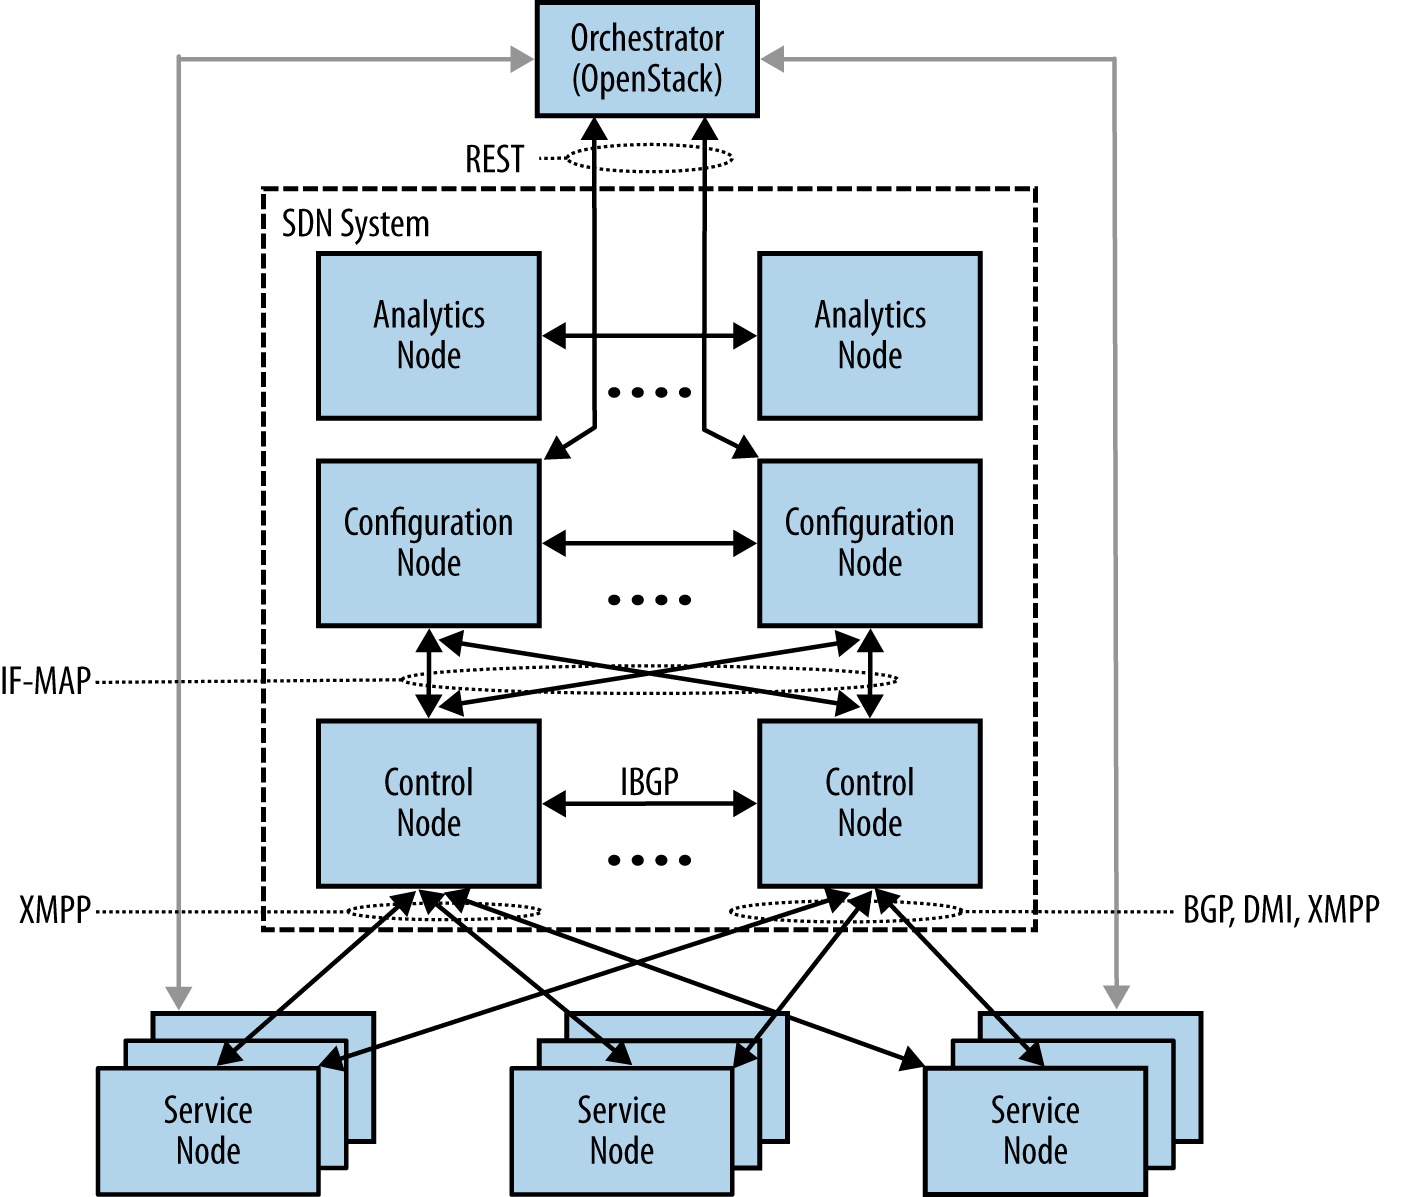 Orchestrator
(OpenStack)
REST
SDN System
Analytics
Node
Analytics
Node
Configuration
Node
Configuration
Node
IF-MAP
Control
Node
IBGP
Control
Node
XMPP
BGP, DMI, XMPP
Service
Node
Service
Node
Service
Node